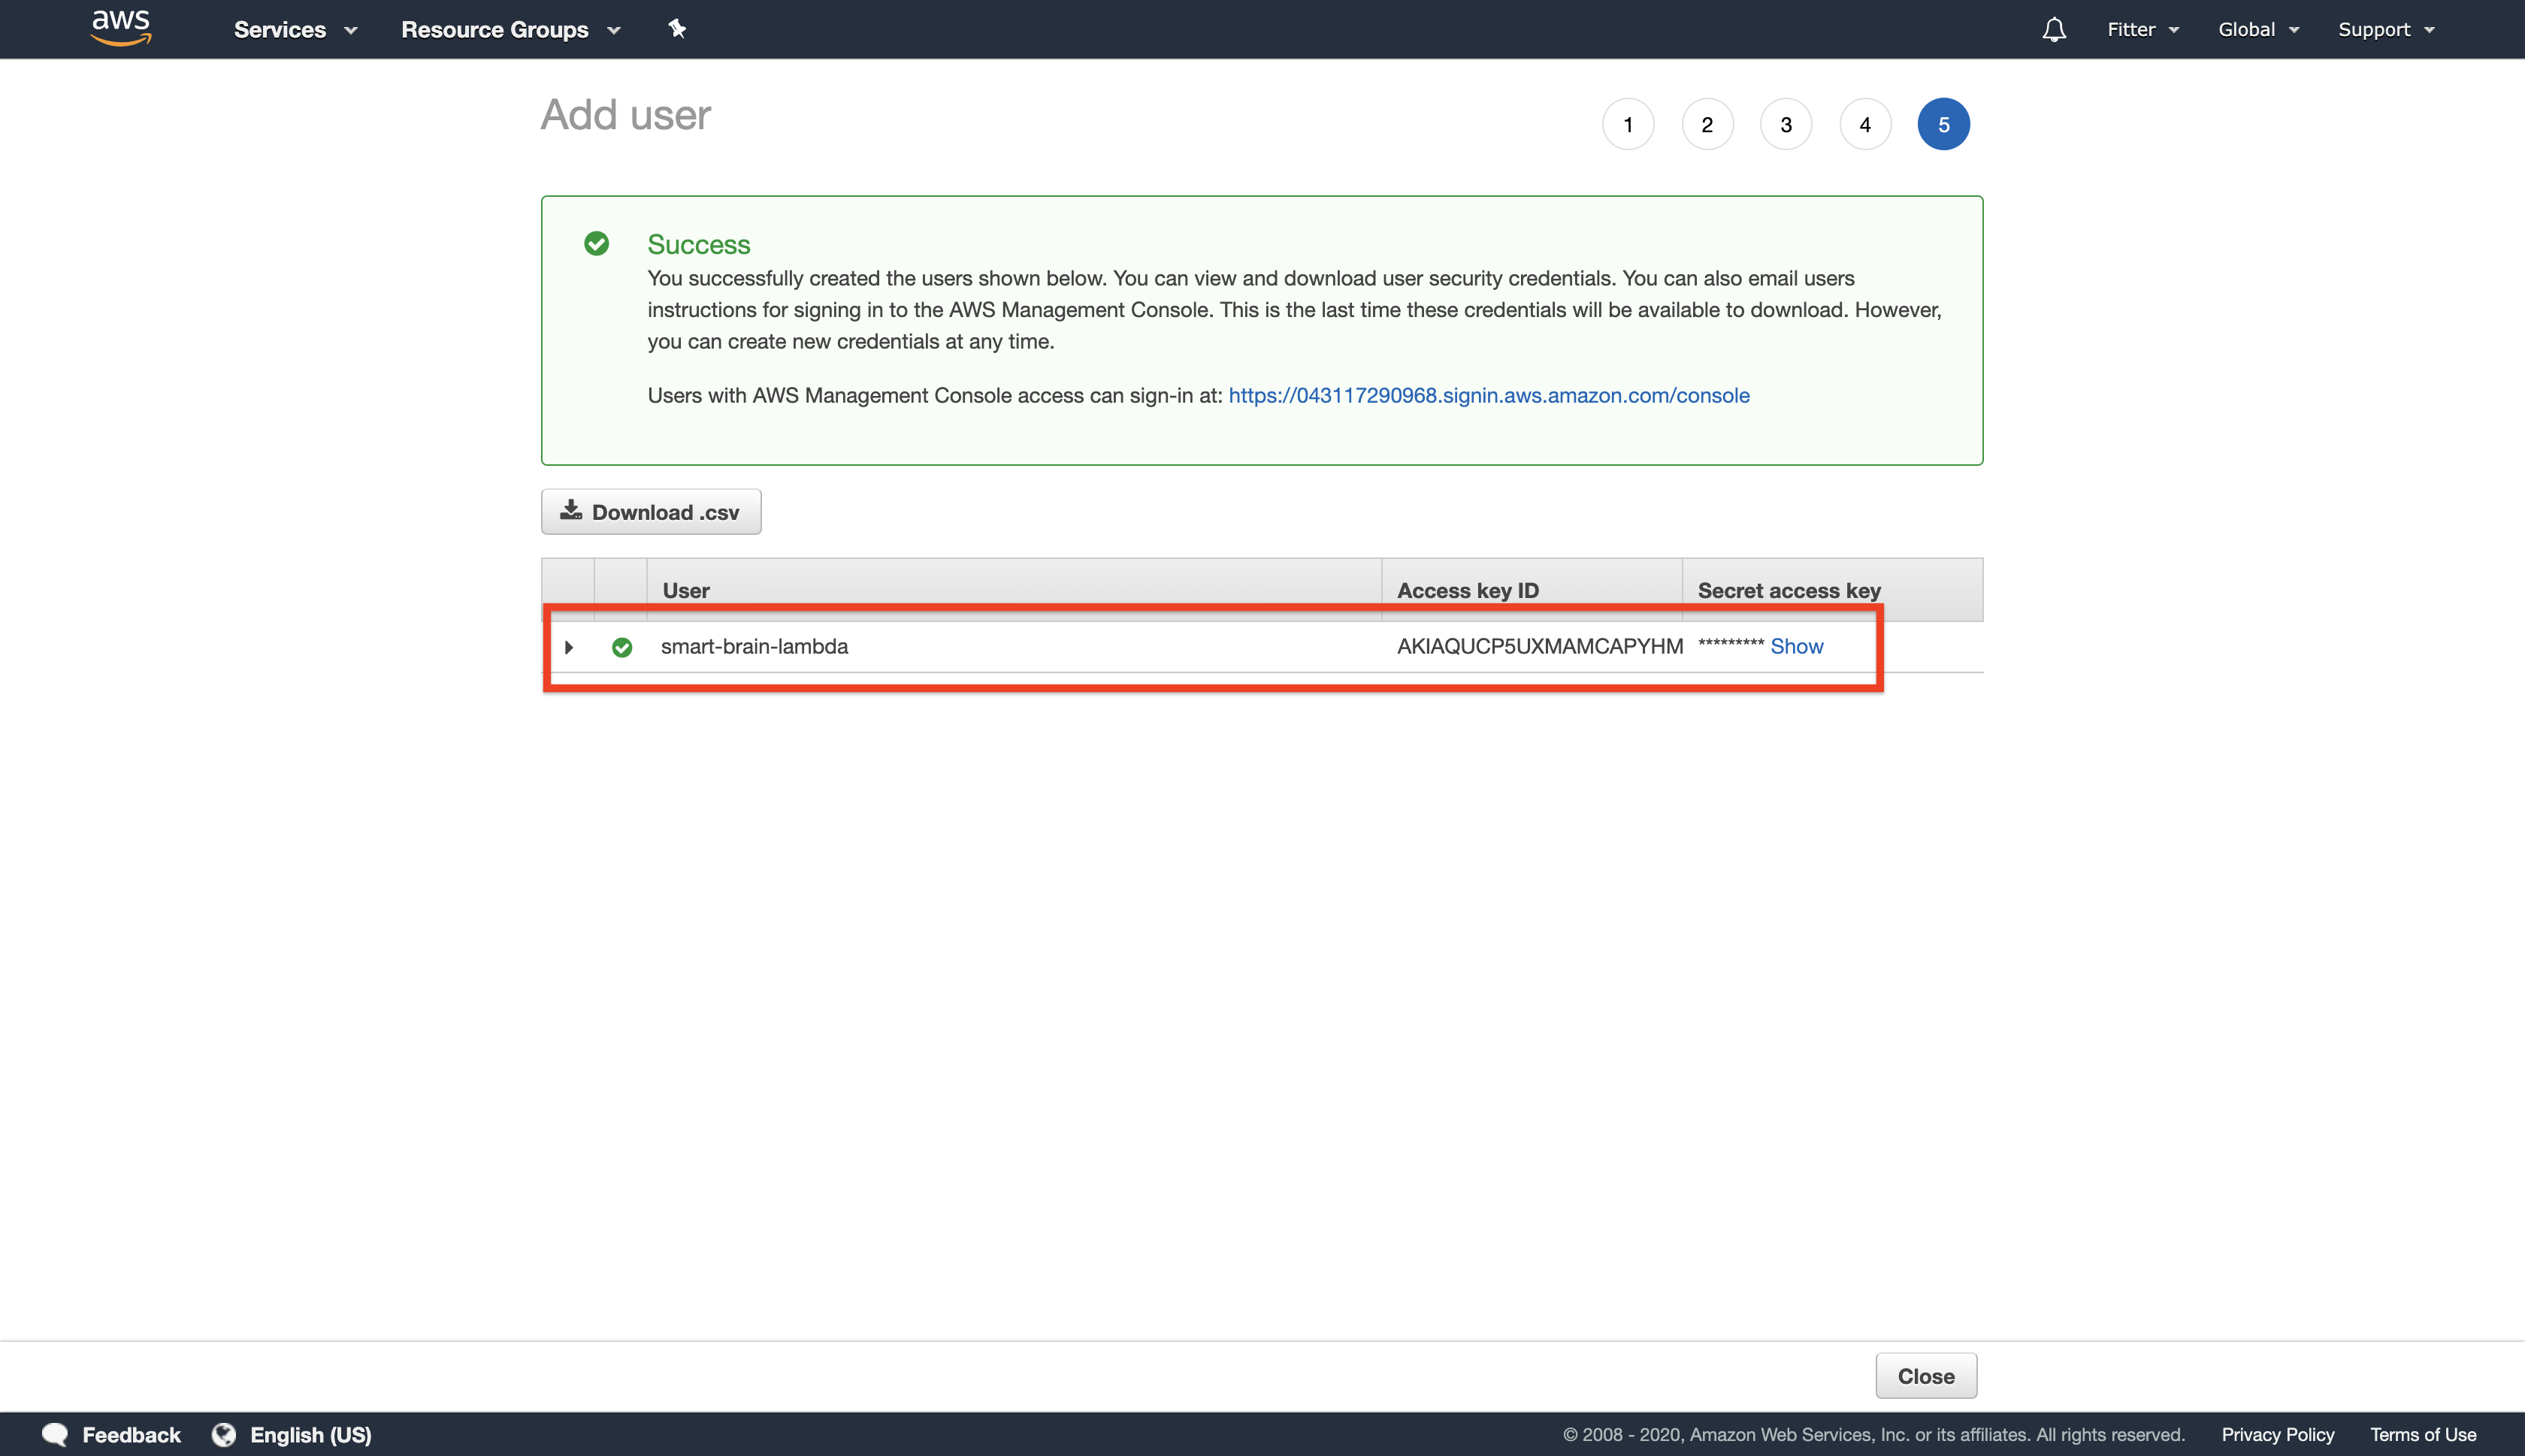 aws Services Resource Groups Fitter Global Support
Add user
1 2 3 4 5
Success
You successfully created the users shown below. You can view and download user security credentials. You can also email users
instructions for signing in to the AWS Management Console. This is the last time these credentials will be available to download. However,
you can create new credentials at any time.
Users with AWS Management Console access can sign-in at: https://043117290968.signin.aws.amazon.com/console
Download .csv
User Access key ID Secret access key
smart-brain-lambda AKIAQUCP5UXMAMCAPYHM ********* Show
Close
Feedback English (US) © 2008 - 2020, Amazon Web Services, Inc. or its affiliates. All rights reserved. Privacy Policy Terms of Use